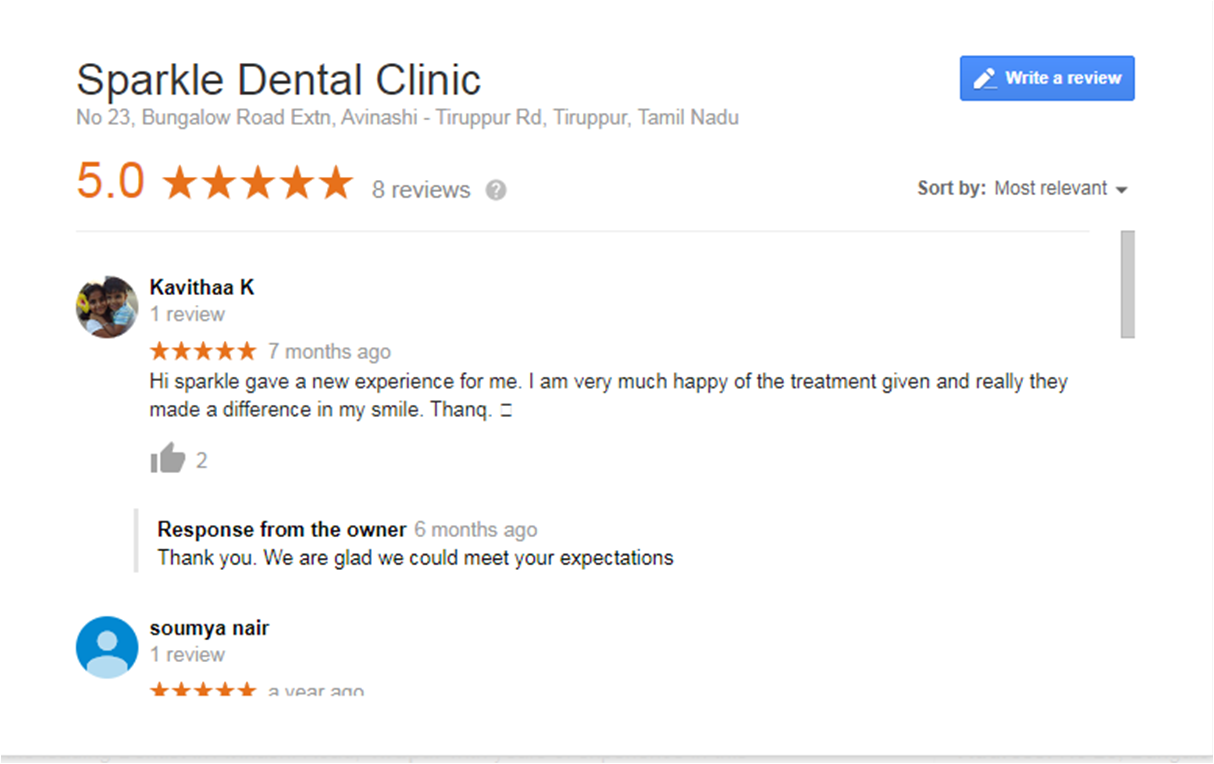 Sparkle Dental Clinic
Write a review
No 23, Bungalow Road Extn, Avinashi - Tiruppur Rd, Tiruppur, Tamil Nadu
5.0 8 reviews
Sort by: Most relevant
Kavithaa K
1 review
7 months ago
Hi sparkle gave a new experience for me. I am very much happy of the treatment given and really they
made a difference in my smile. Thanq.
2
Response from the owner 6 months ago
Thank you. We are glad we could meet your expectations
soumya nair
1 review
a year ago